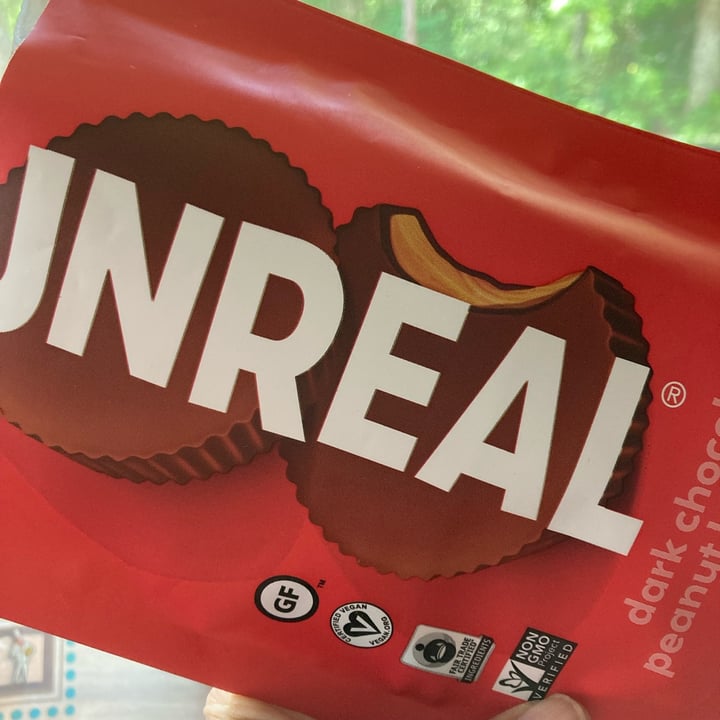 UNREAL®
dark choco
peanut
GF™
CERTIFIED VEGAN
VEGAN.ORG
FAIR TRADE
CERTIFIED
INGREDIENTS
NON
GMO
Project
VERIFIED